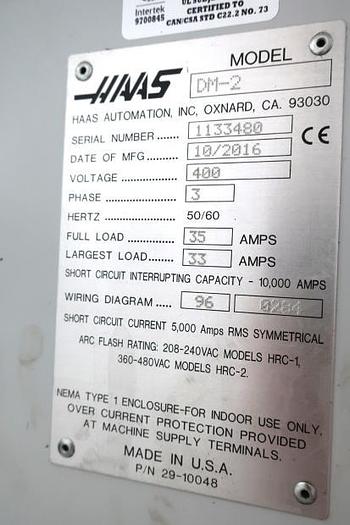 Intertek
9700845
CERTIFIED TO
CAN/CSA STD C22.2 NO. 73
HAAS
MODEL
DM-2
HAAS AUTOMATION, INC, OXNARD, CA. 93030
SERIAL NUMBER ...... 1133480
CE
DATE OF MFG......... 10/2016
VOLTAGE ................ 400
PHASE .................... 3
HERTZ 50/60
FULL LOAD ............. 35 AMPS
LARGEST LOAD....... 33 AMPS
SHORT CIRCUIT INTERRUPTING CAPACITY - 10,000 AMPS
WIRING DIAGRAM ..... 96 0284
SHORT CIRCUIT CURRENT 5,000 Amps RMS SYMMETRICAL
ARC FLASH RATING: 208-240VAC MODELS HRC-1,
360-480VAC MODELS HRC-2.
NEMA TYPE 1 ENCLOSURE-FOR INDOOR USE ONLY.
OVER CURRENT PROTECTION PROVIDED
AT MACHINE SUPPLY TERMINALS.
MADE IN U.S.A.
P/N 29-10048